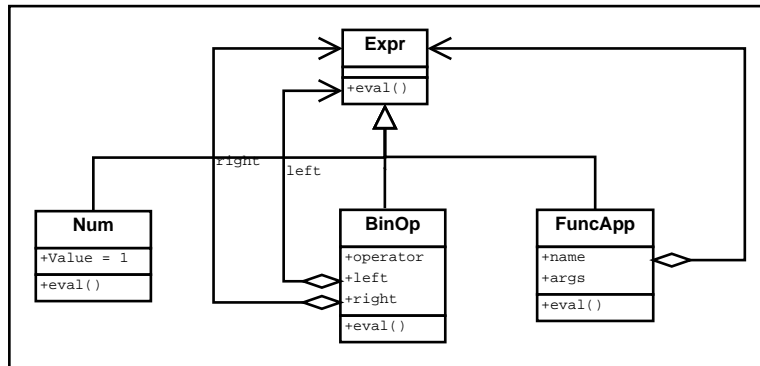 Expr
+eval()
right
left
Num
+Value = 1
+eval()
BinOp
+operator
+left
+right
+eval()
FuncApp
+name
+args
+eval()